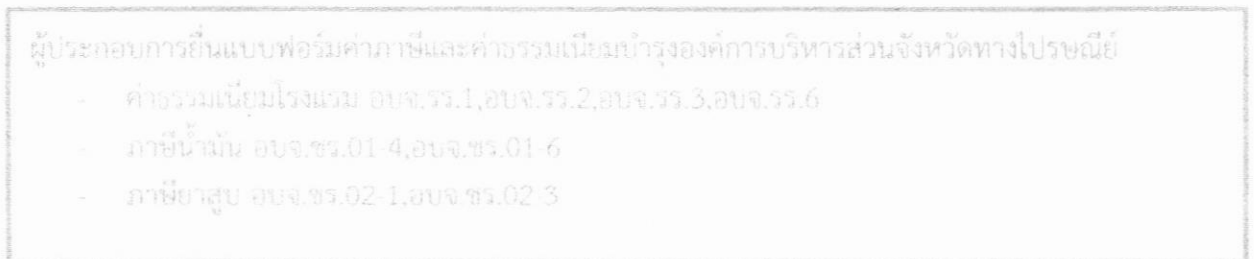 ผู้ประกอบการยื่นแบบฟอร์มค่าภาษีและค่าธรรมเนียมบำรุงองค์การบริหารส่วนจังหวัดทางไปรษณีย์
- ค่าธรรมเนียมโรงแรม อบจ.รร.1,อบจ.รร.2,อบจ.รร.3,อบจ.รร.6
- ภาษีน้ำมัน อบจ.ชร.01-4,อบจ.ชร.01-6
- ภาษียาสูบ อบจ.ชร.02-1,อบจ.ชร.02-3